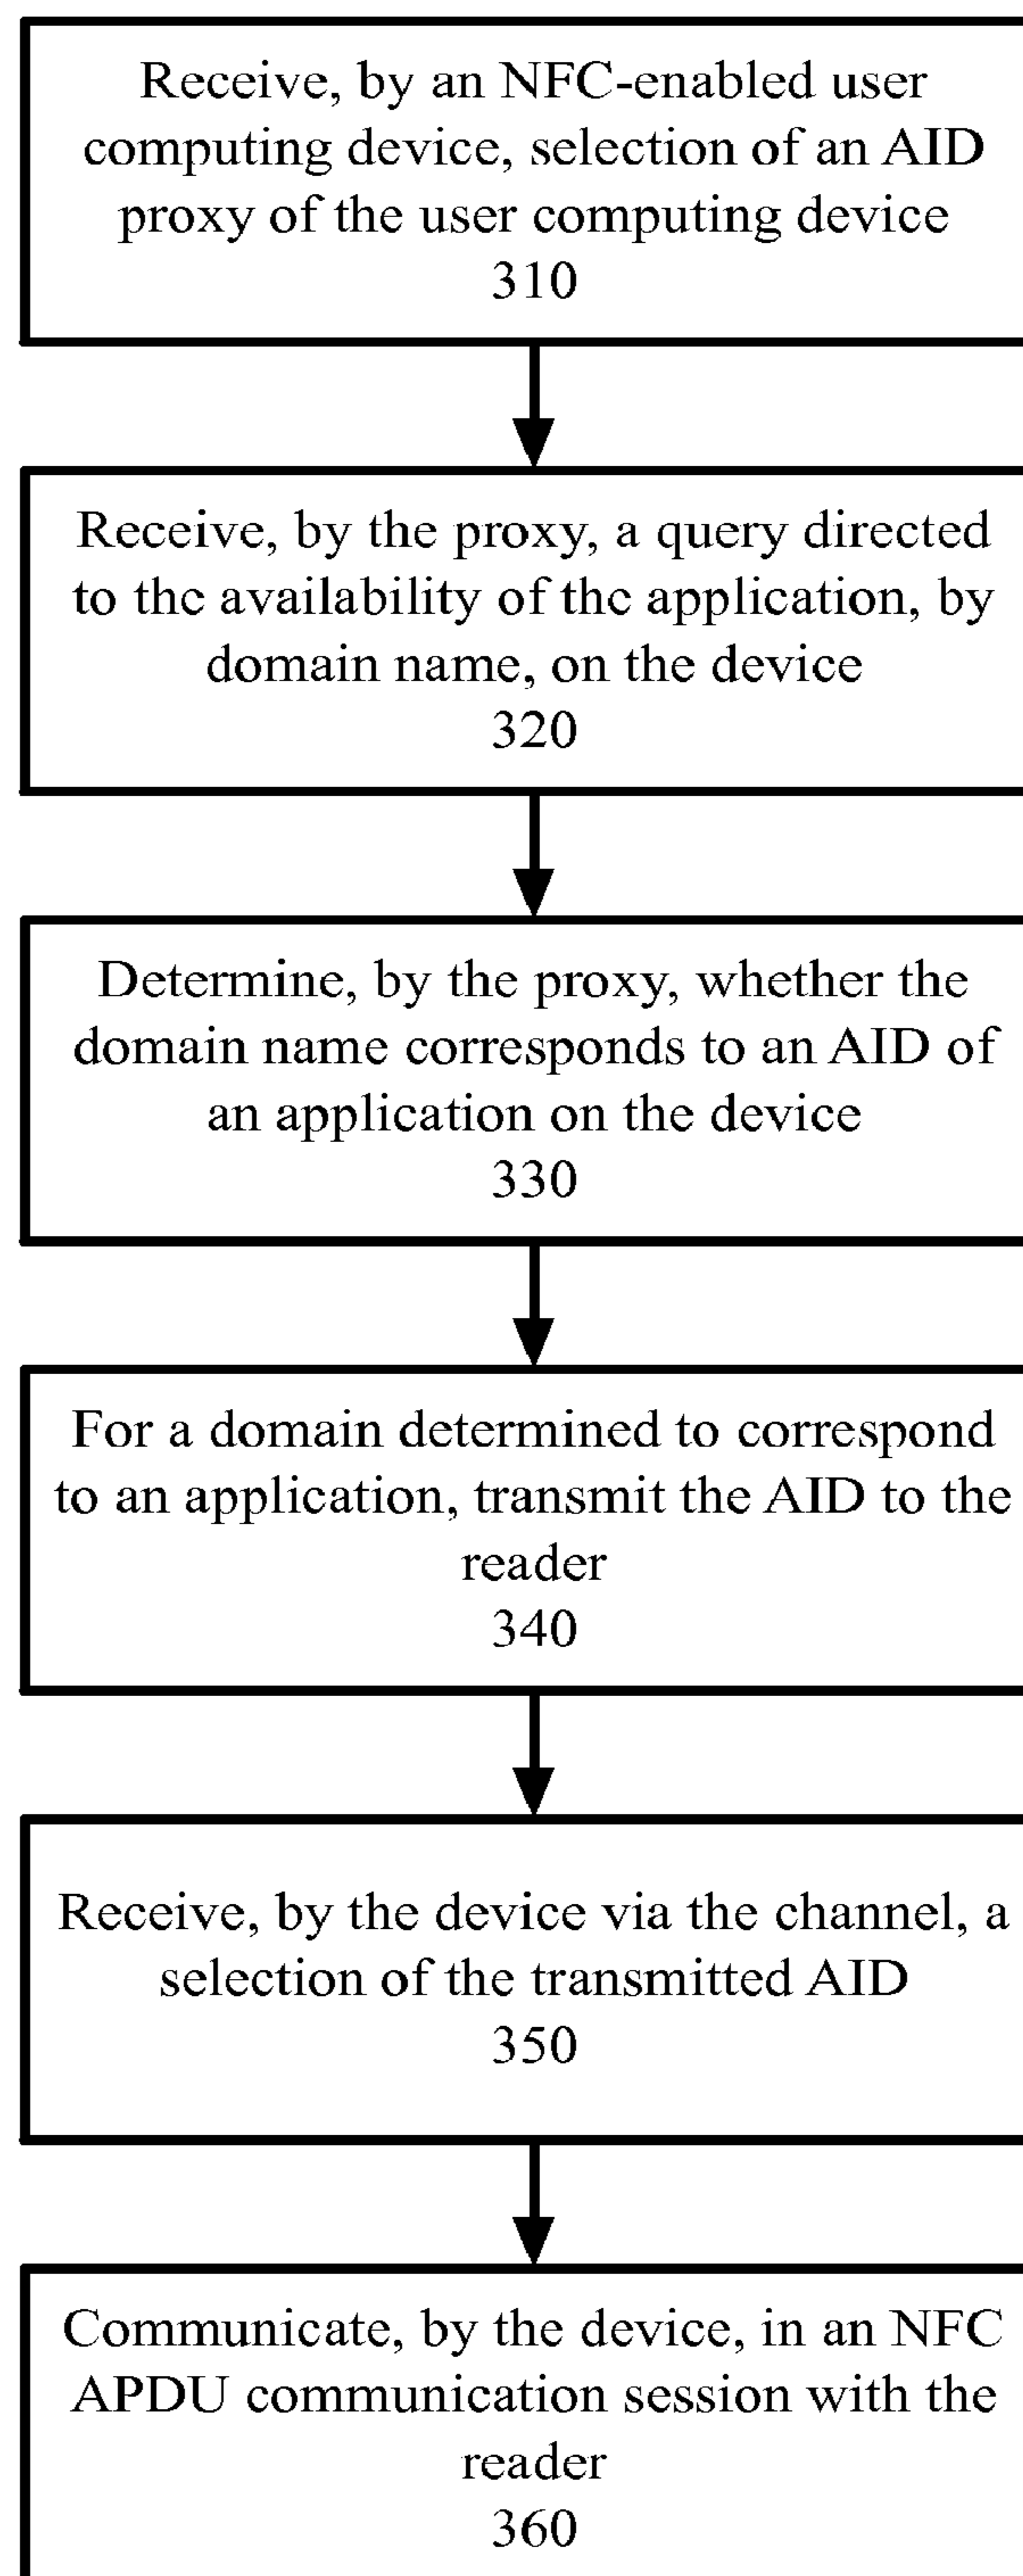 Receive, by an NFC-enabled user
computing device, selection of an AID
proxy of the user computing device
310
Receive, by the proxy, a query directed
to the availability of the application, by
domain name, on the device
320
Determine, by the proxy, whether the
domain name corresponds to an AID of
an application on the device
330
For a domain determined to correspond
to an application, transmit the AID to the
reader
340
Receive, by the device via the channel, a
selection of the transmitted AID
350
Communicate, by the device, in an NFC
APDU communication session with the
reader
360